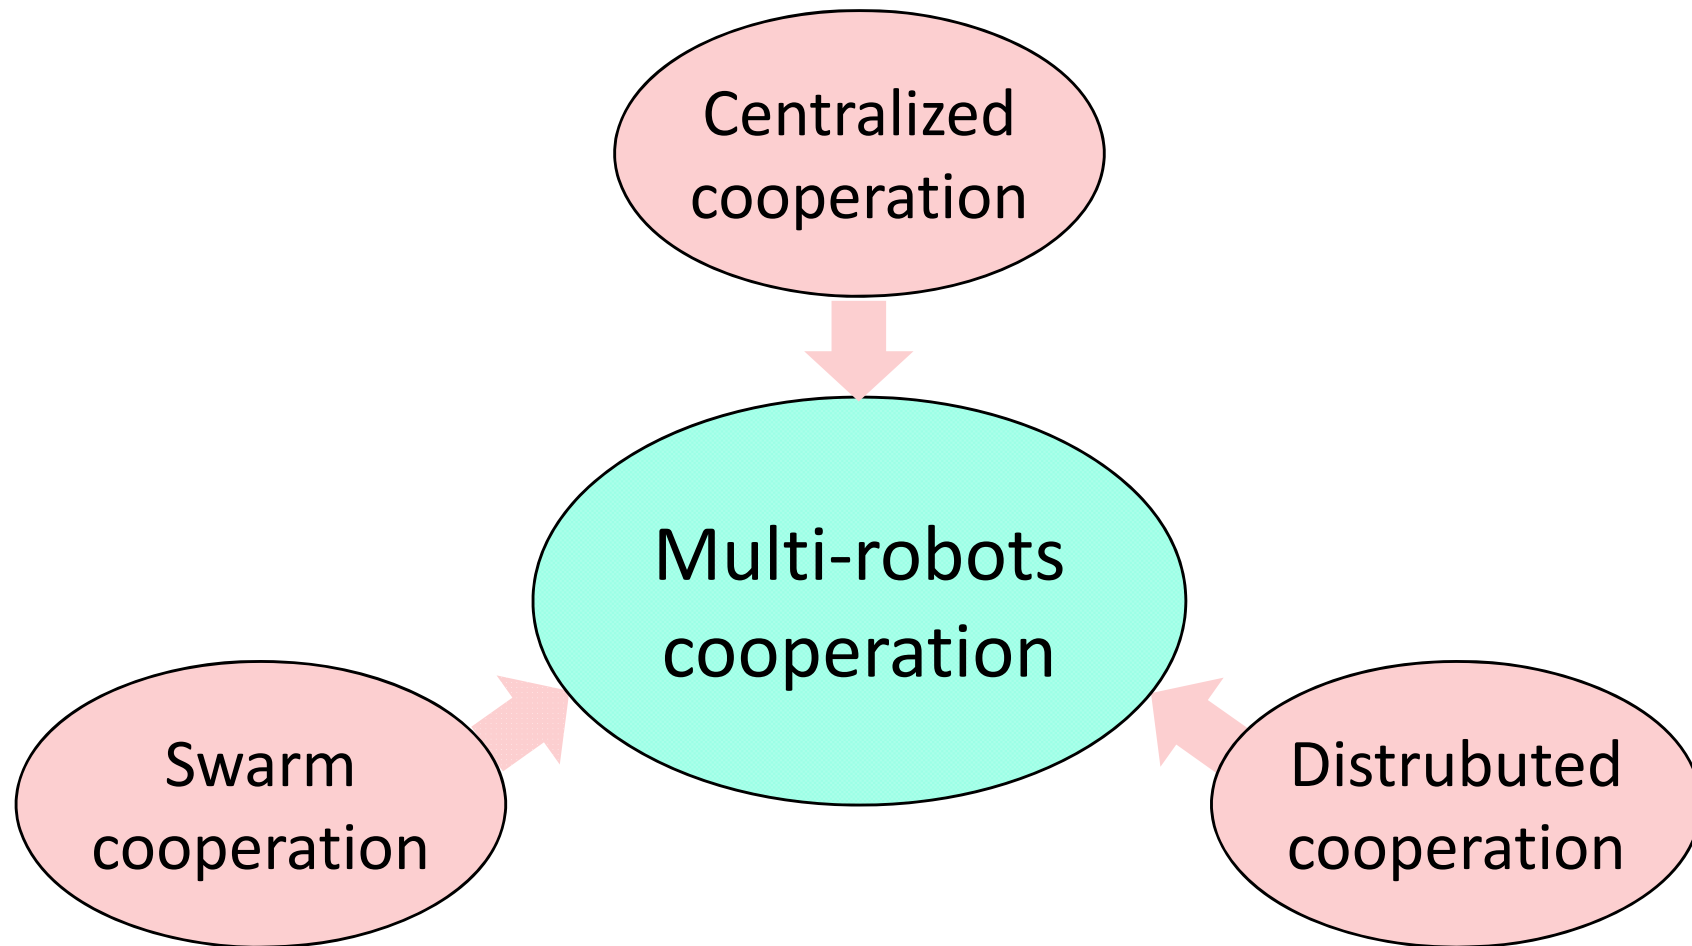 Centralized
cooperation
Multi-robots
cooperation
Swarm
cooperation
Distrubuted
cooperation